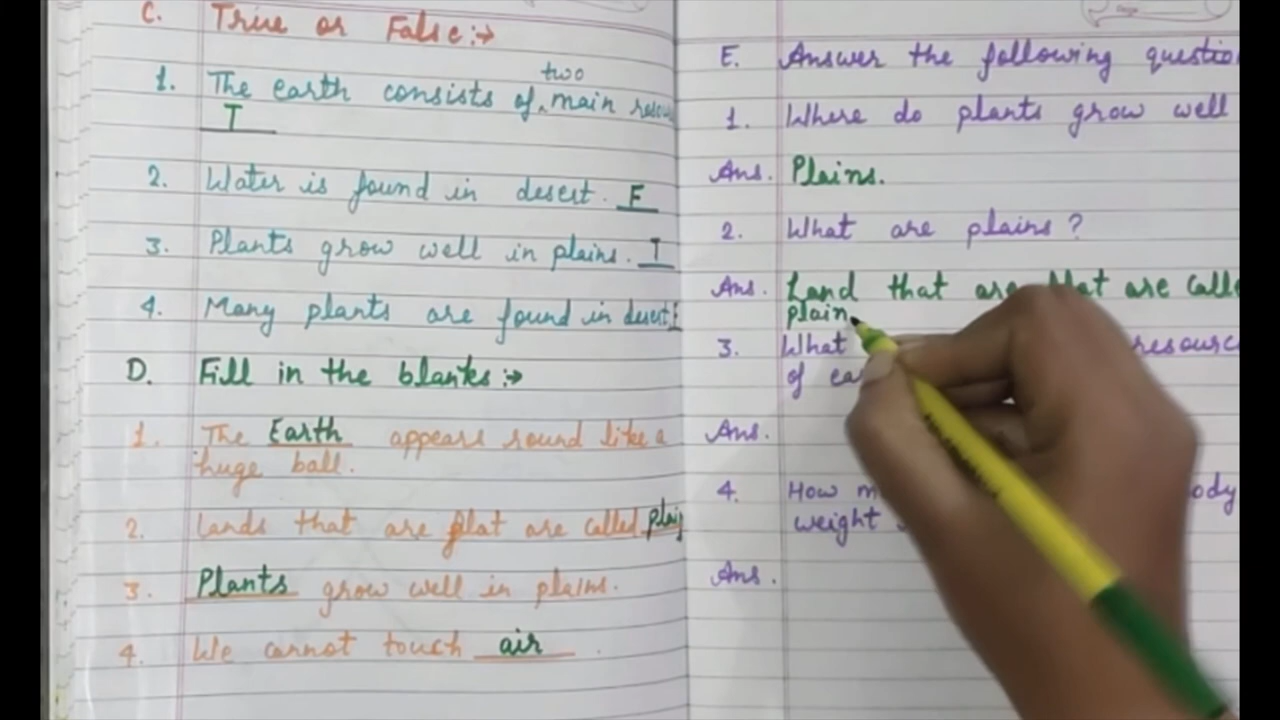 C. True or False:→
two
1. The earth consists of ^ main
T
2. Water is found in desert. F
3. Plants grow well in plains. T
4. Many plants are found in desert
D. Fill in the blanks:→
1. The Earth appears round like a
huge ball.
2. Lands that are flat are called
3. Plants grow well in plains.
4. We cannot touch air.
E. Answer the following
1. Where do plants grow well
Ans. Plains.
2. What are plains?
Ans. Land that are flat are
plain
3. What
of
Ans.
4. How
weight
Ans.